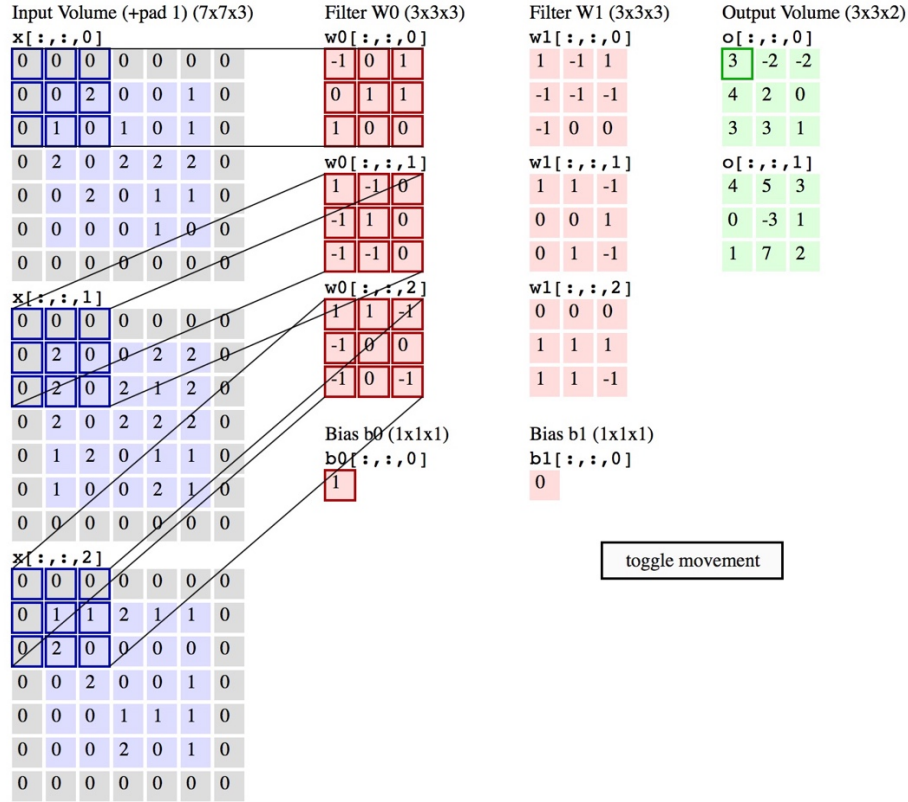 Input Volume (+pad 1) (7x7x3)
x[:,:,0]
0 0 0 0 0 0 0
0 0 2 0 0 1 0
0 1 0 1 0 1 0
0 2 0 2 2 2 0
0 0 2 0 1 1 0
0 0 0 0 1 0 0
0 0 0 0 0 0 0
x[:,:,1]
0 0 0 0 0 0 0
0 2 0 0 2 2 0
0 2 0 2 1 2 0
0 2 0 2 2 2 0
0 1 2 0 1 1 0
0 1 0 0 2 1 0
0 0 0 0 0 0 0
x[:,:,2]
0 0 0 0 0 0 0
0 1 1 2 1 1 0
0 2 0 0 0 0 0
0 0 2 0 0 1 0
0 0 0 1 1 1 0
0 0 0 2 0 1 0
0 0 0 0 0 0 0
Filter W0 (3x3x3)
w0[:,:,0]
-1 0 1
0 1 1
1 0 0
w0[:,:,1]
1 -1 0
-1 1 0
-1 -1 0
w0[:,:,2]
1 1 -1
-1 0 0
-1 0 -1
Bias b0 (1x1x1)
b0[:,:,0]
1
Filter W1 (3x3x3)
w1[:,:,0]
1 -1 1
-1 -1 -1
-1 0 0
w1[:,:,1]
1 1 -1
0 0 1
0 1 -1
w1[:,:,2]
0 0 0
1 1 1
1 1 -1
Bias b1 (1x1x1)
b1[:,:,0]
0
Output Volume (3x3x2)
o[:,:,0]
3 -2 -2
4 2 0
3 3 1
o[:,:,1]
4 5 3
0 -3 1
1 7 2
toggle movement